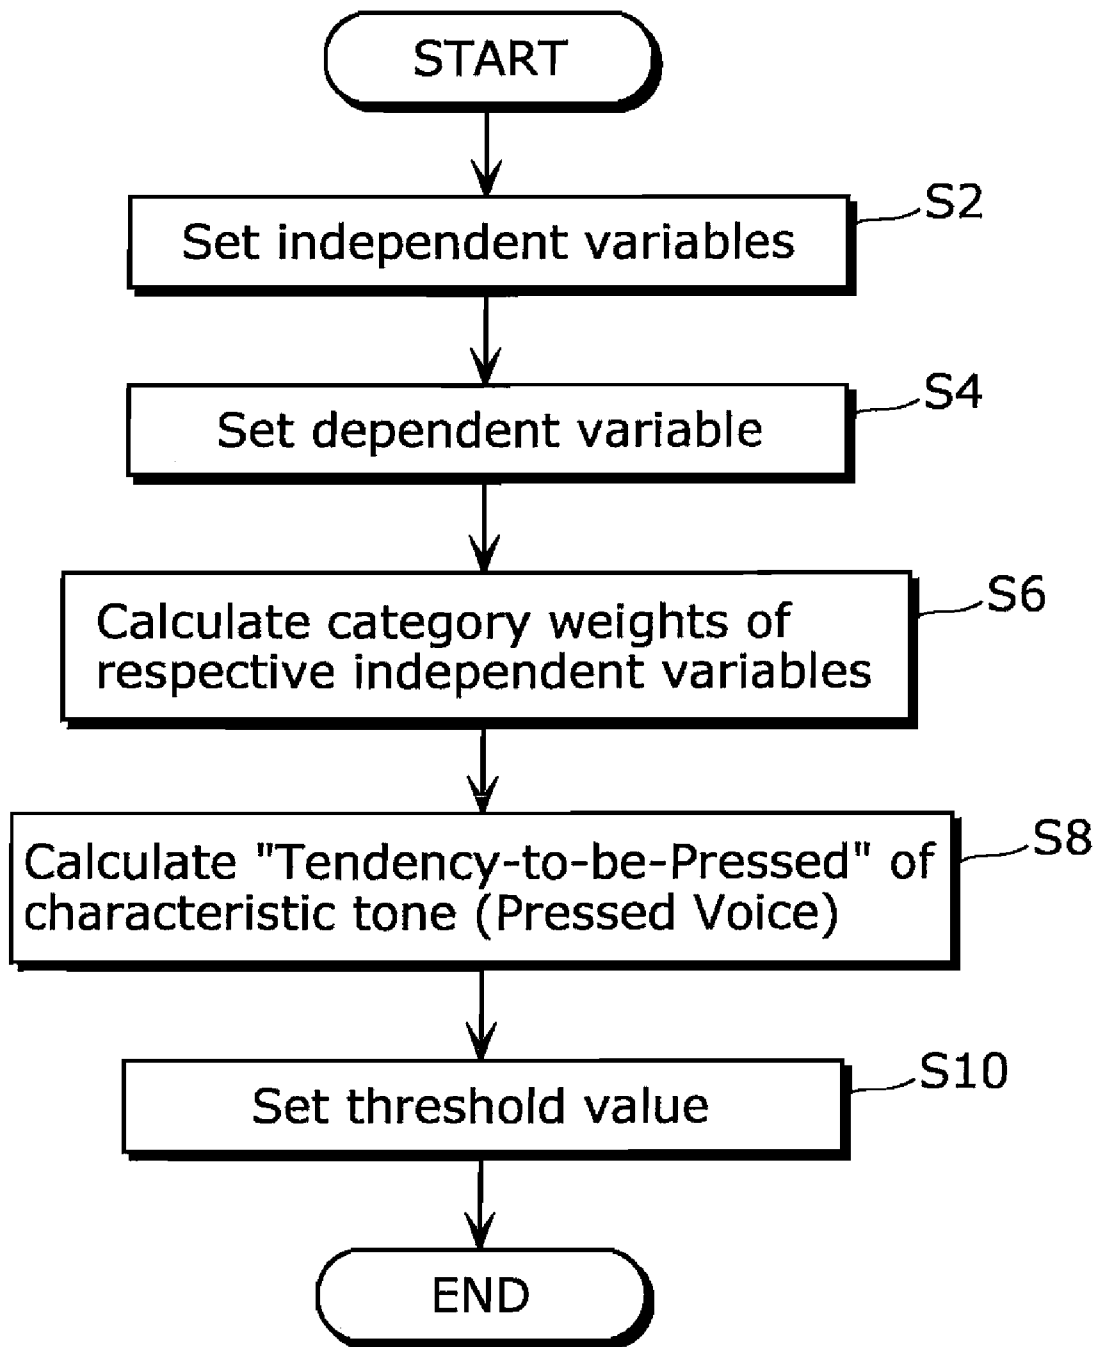 START
S2
Set independent variables
S4
Set dependent variable
S6
Calculate category weights of
respective independent variables
S8
Calculate "Tendency-to-be-Pressed" of
characteristic tone (Pressed Voice)
S10
Set threshold value
END